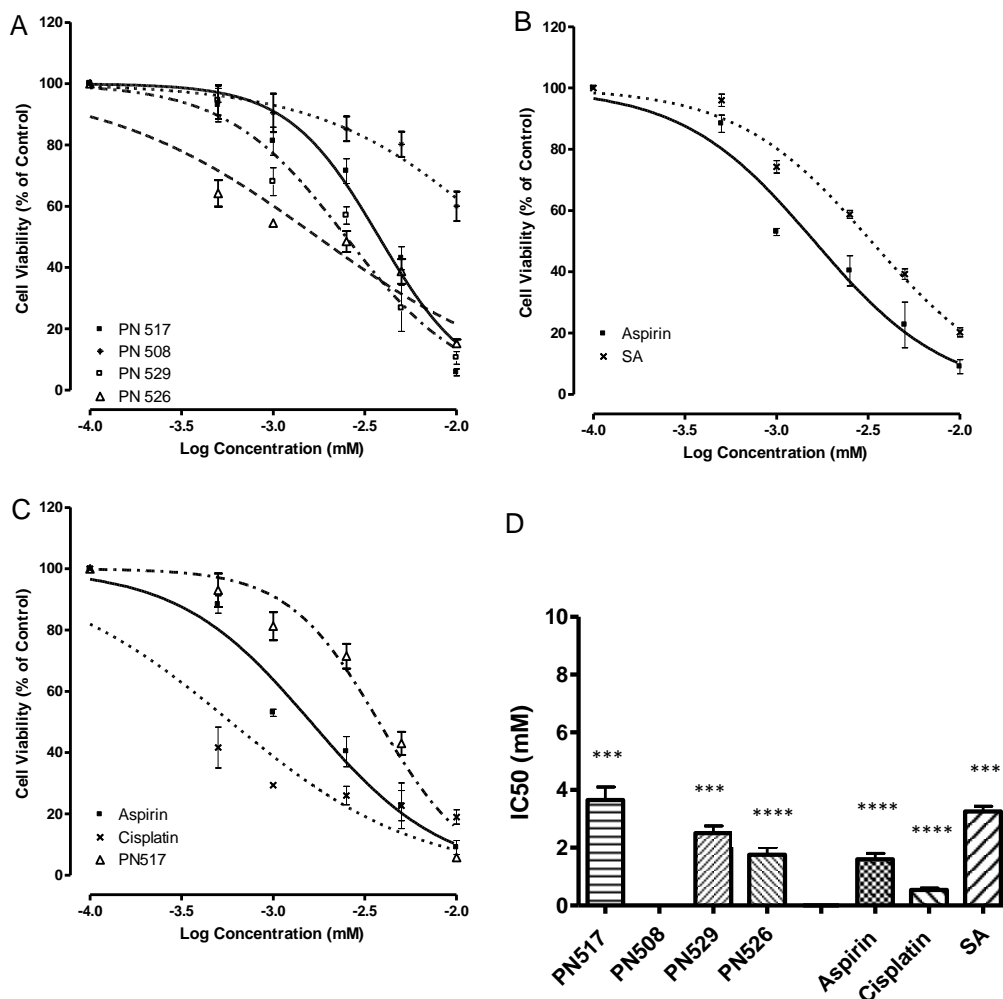 A
120
100
80
60
40
20
0
Cell Viability (% of Control)
PN 517
PN 508
PN 529
PN 526
-4.0 -3.5 -3.0 -2.5 -2.0
Log Concentration (mM)
B
120
100
80
60
40
20
0
Cell Viability (% of Control)
Aspirin
SA
-4.0 -3.5 -3.0 -2.5 -2.0
Log Concentration (mM)
C
120
100
80
60
40
20
0
Cell Viability (% of Control)
Aspirin
Cisplatin
PN517
-4.0 -3.5 -3.0 -2.5 -2.0
Log Concentration (mM)
D
10
8
6
4
2
0
IC50 (mM)
*** *** **** **** **** ***
PN517 PN508 PN529 PN526 Aspirin Cisplatin SA